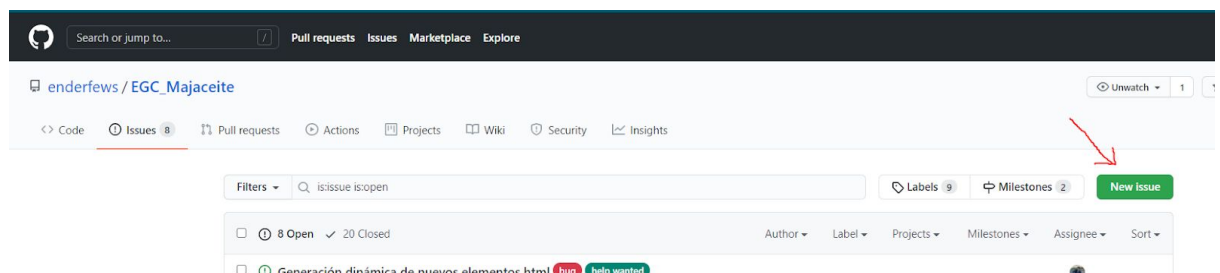 Search or jump to... / Pull requests Issues Marketplace Explore
enderfews / EGC_Majaceite Unwatch 1
Code Issues 8 Pull requests Actions Projects Wiki Security Insights
Filters is:issue is:open Labels 9 Milestones 2 New issue
8 Open 20 Closed Author Label Projects Milestones Assignee Sort
Generación dinámica de nuevos elementos html bug help wanted